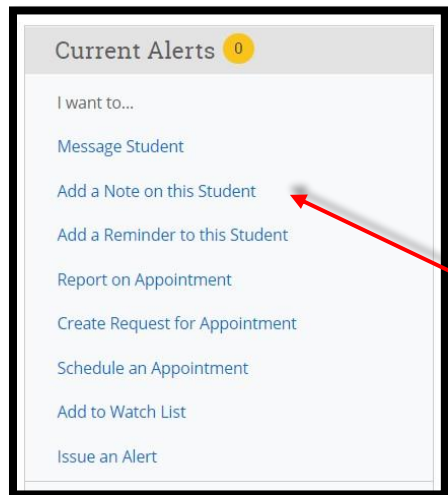 Current Alerts 0
I want to...
Message Student
Add a Note on this Student
Add a Reminder to this Student
Report on Appointment
Create Request for Appointment
Schedule an Appointment
Add to Watch List
Issue an Alert